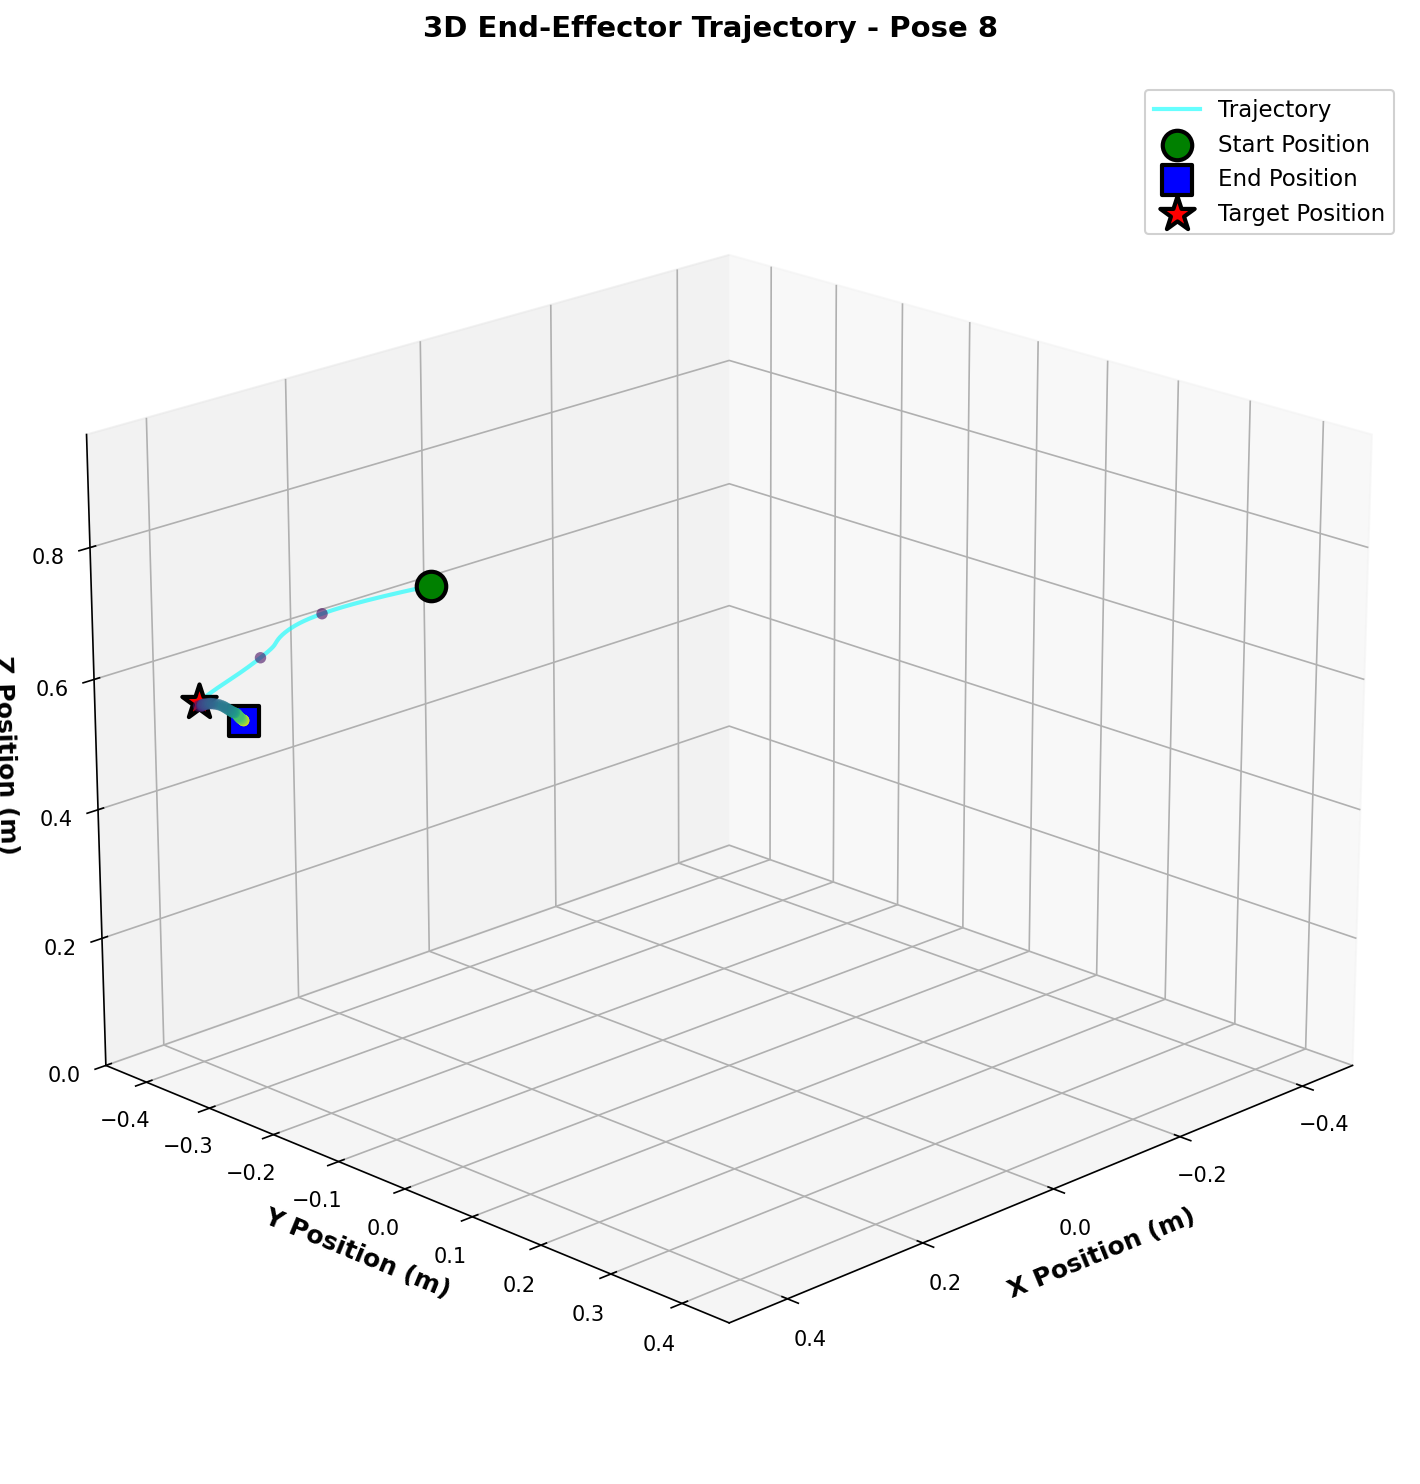 3D End-Effector Trajectory - Pose 8
Trajectory
Start Position
End Position
Target Position
0.8
0.6
0.4
0.2
0.0
Z Position (m)
−0.4
−0.3
−0.2
−0.1
0.0
0.1
0.2
0.3
0.4
Y Position (m)
−0.4
−0.2
0.0
0.2
0.4
X Position (m)